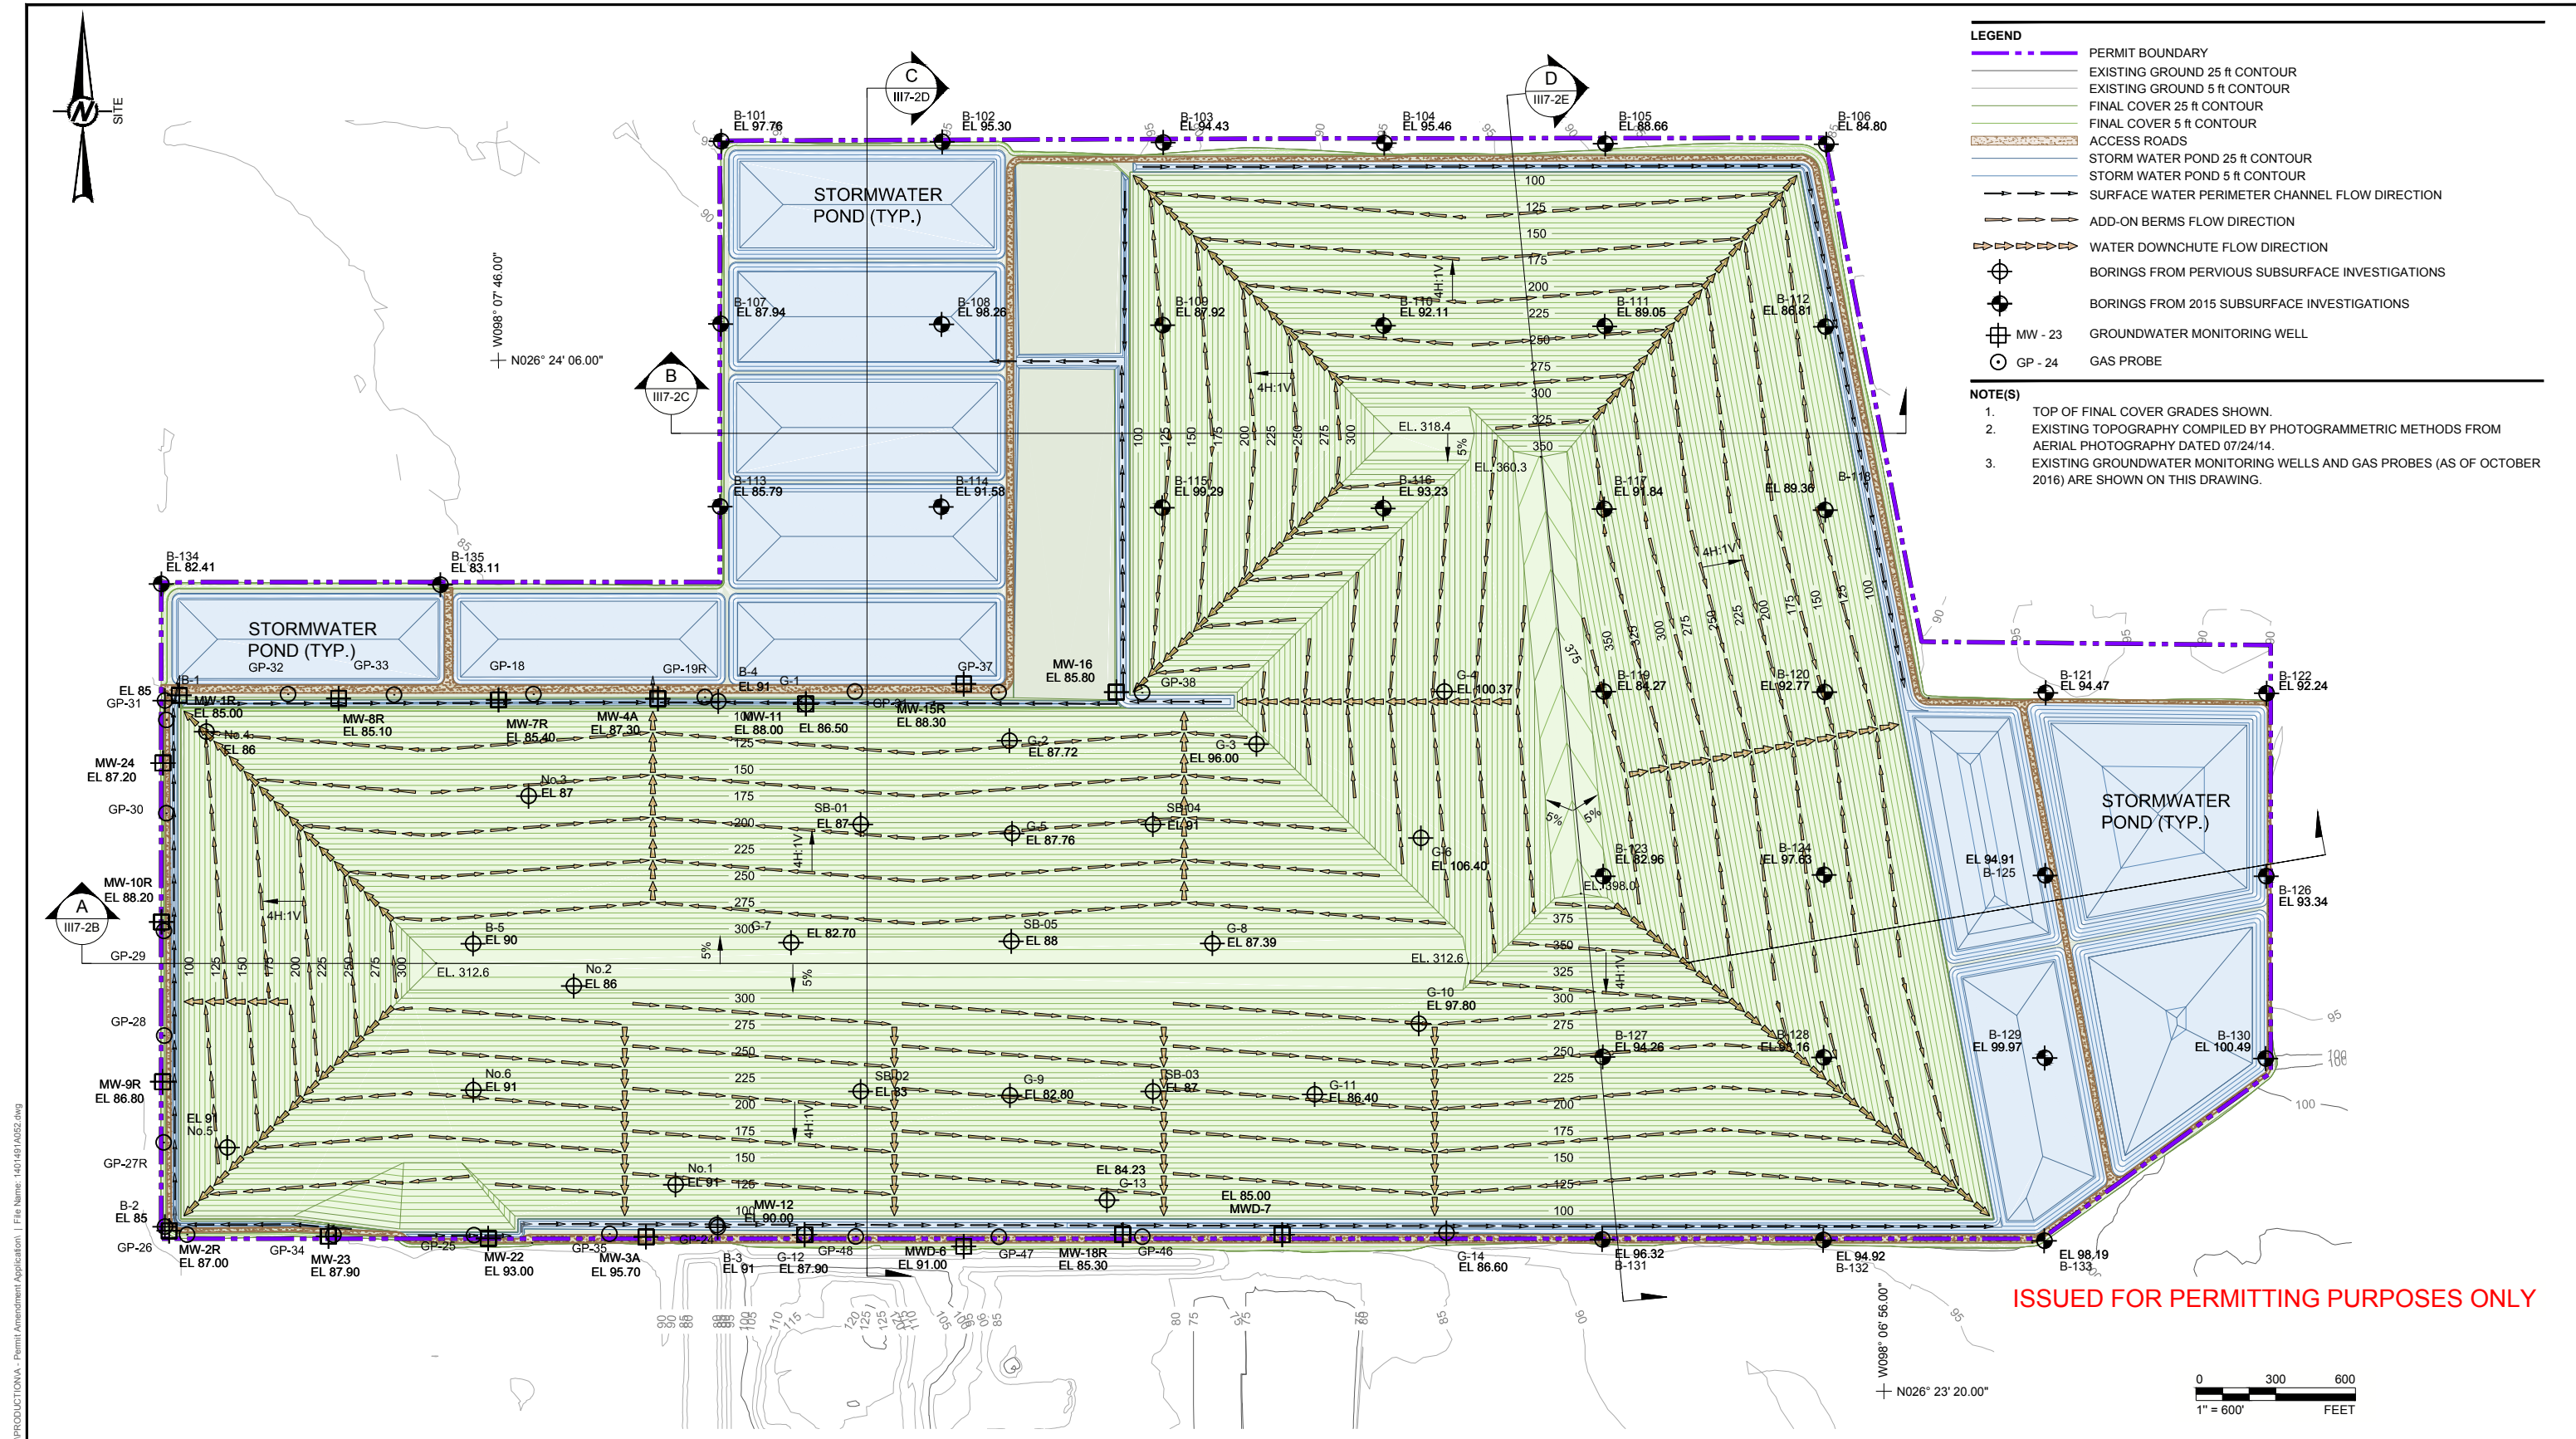 LEGEND
PERMIT BOUNDARY
EXISTING GROUND 25 ft CONTOUR
EXISTING GROUND 5 ft CONTOUR
FINAL COVER 25 ft CONTOUR
FINAL COVER 5 ft CONTOUR
ACCESS ROADS
STORM WATER POND 25 ft CONTOUR
STORM WATER POND 5 ft CONTOUR
SURFACE WATER PERIMETER CHANNEL FLOW DIRECTION
ADD-ON BERMS FLOW DIRECTION
WATER DOWNCHUTE FLOW DIRECTION
BORINGS FROM PERVIOUS SUBSURFACE INVESTIGATIONS
BORINGS FROM 2015 SUBSURFACE INVESTIGATIONS
MW - 23 GROUNDWATER MONITORING WELL
GP - 24 GAS PROBE
NOTE(S)
1. TOP OF FINAL COVER GRADES SHOWN.
2. EXISTING TOPOGRAPHY COMPILED BY PHOTOGRAMMETRIC METHODS FROM
AERIAL PHOTOGRAPHY DATED 07/24/14.
3. EXISTING GROUNDWATER MONITORING WELLS AND GAS PROBES (AS OF OCTOBER
2016) ARE SHOWN ON THIS DRAWING.
N
SITE
C
III7-2D
D
III7-2E
B
III7-2C
A
III7-2B
W098° 07' 46.00"
N026° 24' 06.00"
B-101
EL 97.76
B-102
EL 95.30
B-103
EL 94.43
B-104
EL 95.46
B-105
EL 88.66
B-106
EL 84.80
STORMWATER
POND (TYP.)
B-107
EL 87.94
B-108
EL 98.26
B-109
EL 87.92
B-110
EL 92.11
B-111
EL 89.05
B-112
EL 86.81
B-113
EL 85.79
B-114
EL 91.58
B-115
EL 99.29
B-116
EL 93.23
B-117
EL 91.84
EL 89.36
EL. 318.4
EL. 360.3
4H:1V
5%
B-134
EL 82.41
B-135
EL 83.11
STORMWATER
POND (TYP.)
GP-32
GP-33
GP-18
GP-19R
B-4
EL 91
G-1
EL 86.50
GP-37
MW-16
EL 85.80
GP-38
G-4
EL 100.37
B-119
EL 84.27
B-120
EL 92.77
B-121
EL 94.47
B-122
EL 92.24
EL 85
GP-31
B-1
MW-1R
EL 85.00
MW-8R
EL 85.10
MW-7R
EL 85.40
MW-4A
EL 87.30
MW-11
EL 88.00
MW-15R
EL 88.30
No.4
EL 86
MW-24
EL 87.20
G-2
EL 87.72
G-3
EL 96.00
No.3
EL 87
GP-30
SB-01
EL 87
G-5
EL 87.76
SB-04
EL 91
G-6
EL 106.40
B-123
EL 82.96
B-124
EL 97.63
EL 94.91
B-125
STORMWATER
POND (TYP.)
B-126
EL 93.34
EL. 398.0
MW-10R
EL 88.20
GP-29
B-5
EL 90
G-7
EL 82.70
SB-05
EL 88
G-8
EL 87.39
EL. 312.6
EL. 312.6
No.2
EL 86
G-10
EL 97.80
GP-28
B-127
EL 94.26
B-128
B-129
EL 99.97
B-130
EL 100.49
MW-9R
EL 86.80
No.6
EL 91
SB-02
G-9
EL 82.80
SB-03
EL 87
G-11
EL 86.40
EL 91
No.5
GP-27R
No.1
EL 91
EL 84.23
G-13
EL 85.00
MWD-7
MW-12
EL 90.00
B-2
EL 85
GP-26
MW-2R
EL 87.00
GP-34
MW-23
EL 87.90
GP-25
MW-22
EL 93.00
GP-35
MW-3A
EL 95.70
GP-24
B-3
EL 91
G-12
EL 87.90
GP-48
MWD-6
EL 91.00
GP-47
MW-18R
EL 85.30
GP-46
G-14
EL 86.60
EL 96.32
B-131
EL 94.92
B-132
EL 98.19
B-133
ISSUED FOR PERMITTING PURPOSES ONLY
W098° 06' 56.00"
N026° 23' 20.00"
0 300 600
1" = 600' FEET
\PRODUCTION\A - Permit Amendment Application\ | File Name: 1401491A052.dwg